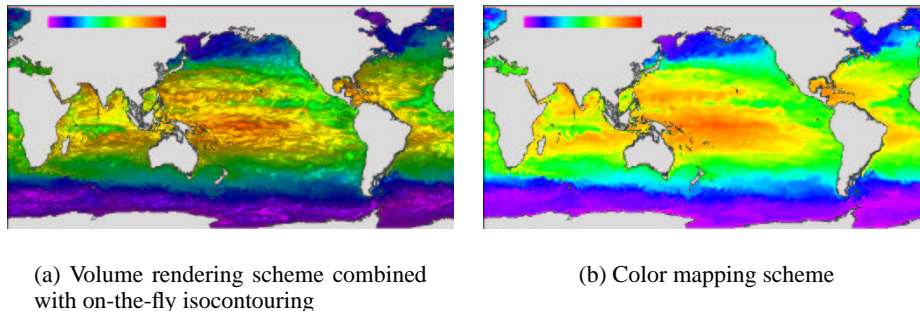 (a) Volume rendering scheme combined
with on-the-fly isocontouring
(b) Color mapping scheme